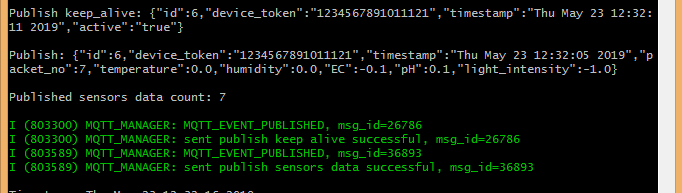 Publish keep_alive: {"id":6,"device_token":"1234567891011121","timestamp":"Thu May 23 12:32:
11 2019","active":"true"}
Publish: {"id":6,"device_token":"1234567891011121","timestamp":"Thu May 23 12:32:05 2019","p
acket_no":7,"temperature":0.0,"humidity":0.0,"EC":-0.1,"pH":0.1,"light_intensity":-1.0}
Published sensors data count: 7
I (803300) MQTT_MANAGER: MQTT_EVENT_PUBLISHED, msg_id=26786
I (803300) MQTT_MANAGER: sent publish keep alive successful, msg_id=26786
I (803589) MQTT_MANAGER: MQTT_EVENT_PUBLISHED, msg_id=36893
I (803589) MQTT_MANAGER: sent publish sensors data successful, msg_id=36893